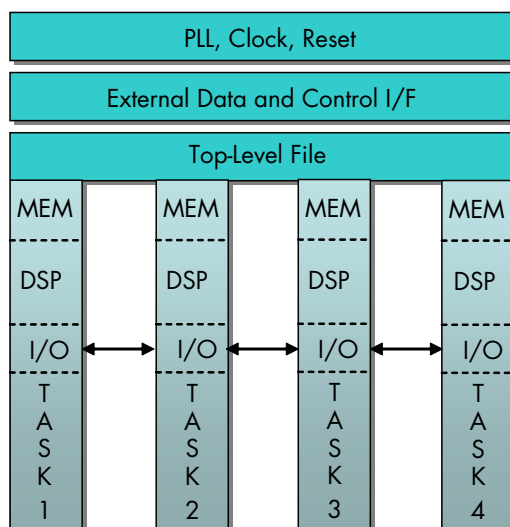 PLL, Clock, Reset
External Data and Control I/F
Top-Level File
MEM MEM MEM MEM
DSP DSP DSP DSP
I/O I/O I/O I/O
T T T T
A A A A
S S S S
K K K K
1 2 3 4